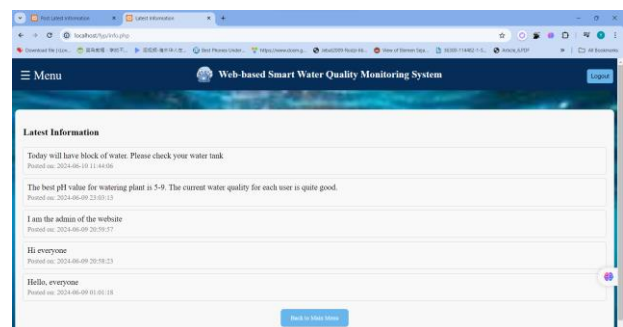 Latest Information
localhost/fyp/info.php
All Bookmarks
☰ Menu
Web-based Smart Water Quality Monitoring System
Logout
Latest Information
Today will have block of water. Please check your water tank
Posted on: 2024-06-10 11:44:06
The best pH value for watering plant is 5-9. The current water quality for each user is quite good.
Posted on: 2024-06-09 23:03:13
I am the admin of the website
Posted on: 2024-06-09 20:59:57
Hi everyone
Posted on: 2024-06-09 20:58:23
Hello, everyone
Posted on: 2024-06-09 01:01:18
Back to Main Menu